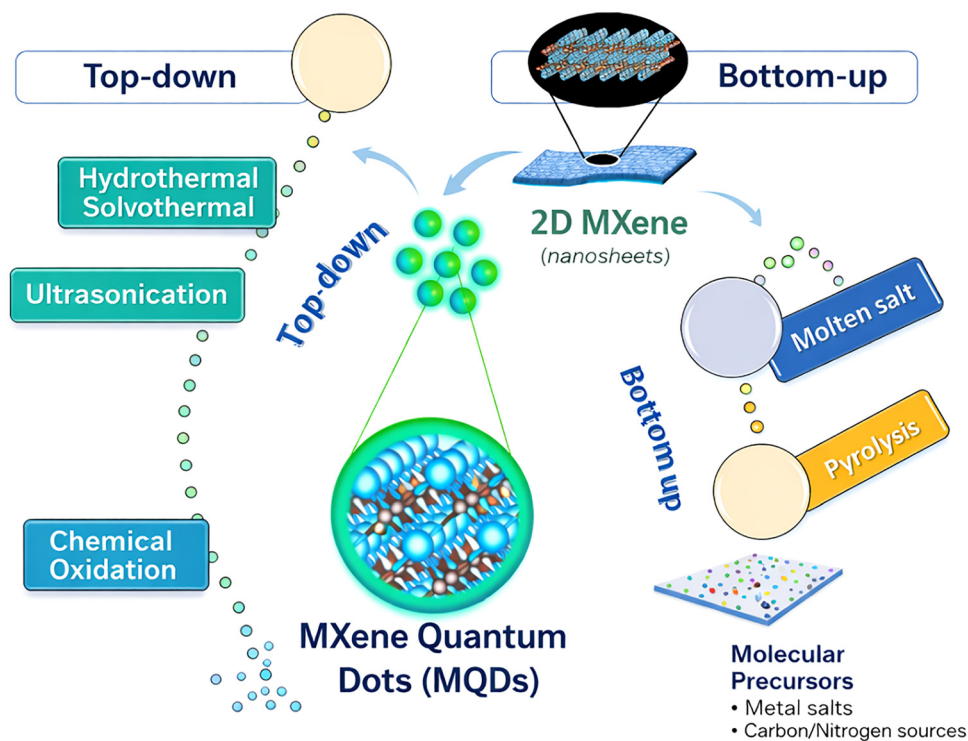 Top-down
Bottom-up
Hydrothermal
Solvothermal
Ultrasonication
Chemical
Oxidation
Top-down
2D MXene
(nanosheets)
Molten salt
Bottom up
Pyrolysis
MXene Quantum
Dots (MQDs)
Molecular
Precursors
• Metal salts
• Carbon/Nitrogen sources